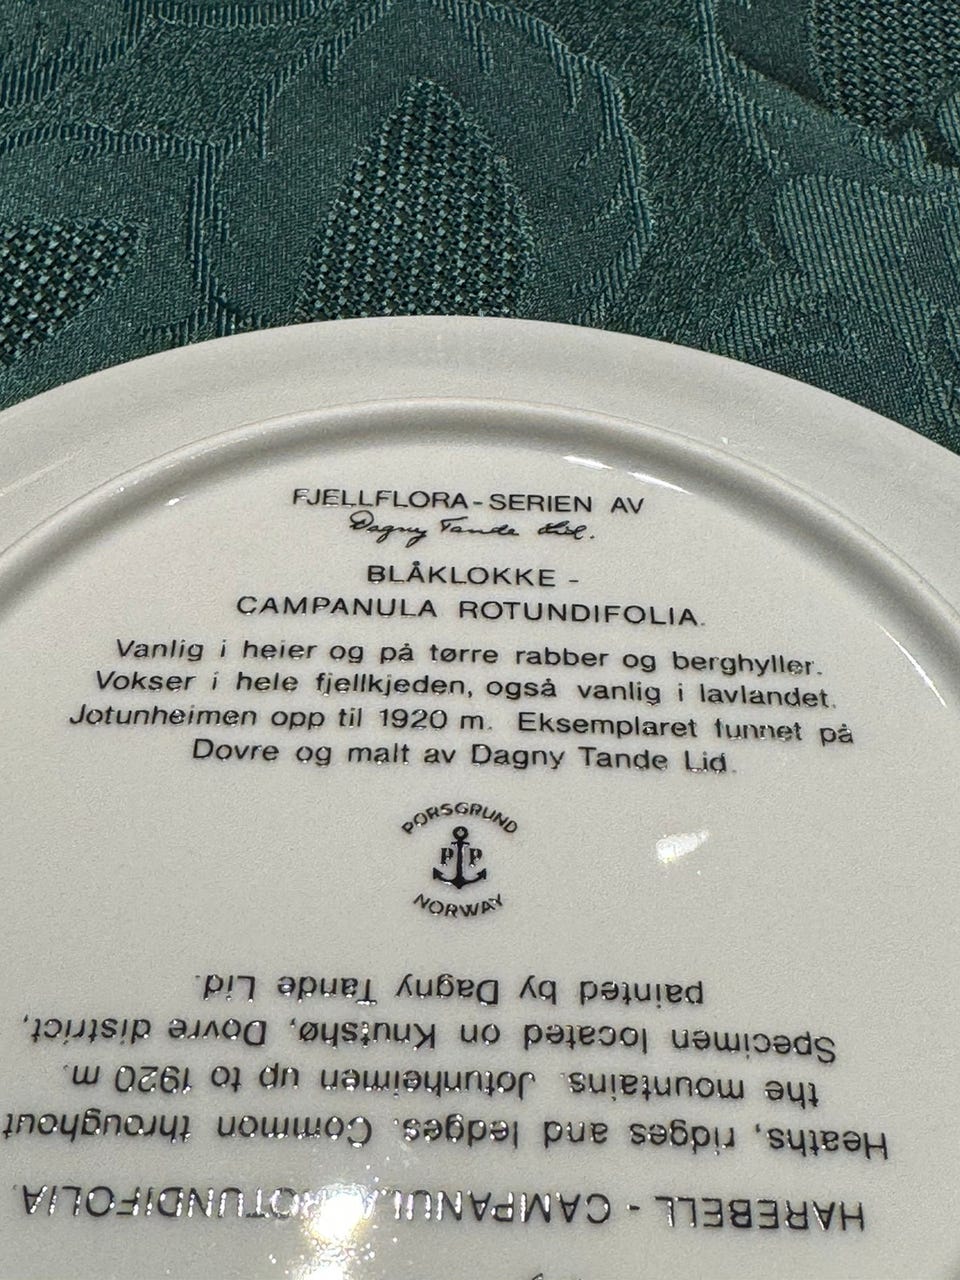 FJELLFLORA-SERIEN AV
Dagny Tande Lid.
BLÅKLOKKE -
CAMPANULA ROTUNDIFOLIA.
Vanlig i heier og på tørre rabber og berghyller.
Vokser i hele fjellkjeden, også vanlig i lavlandet.
Jotunheimen opp til 1920 m. Eksemplaret funnet på
Dovre og malt av Dagny Tande Lid.
PORSGRUND
P P
NORWAY
HAREBELL - CAMPANULA ROTUNDIFOLIA.
Heaths, ridges and ledges. Common throughout
the mountains. Jotunheimen up to 1920 m.
Specimen located on Knutshø, Dovre district,
painted by Dagny Tande Lid.